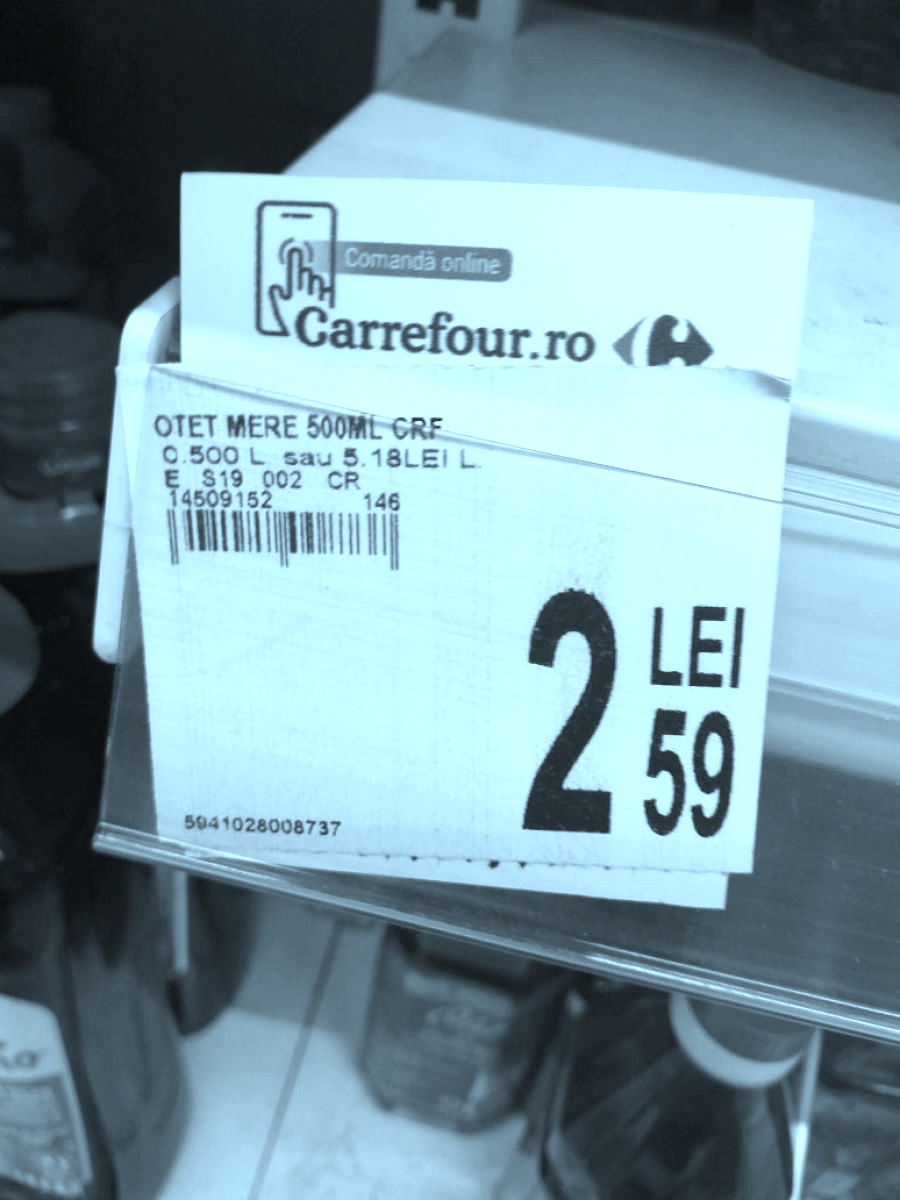 Comandă online
Carrefour.ro
OTET MERE 500ML CRF
0.500 L sau 5.18LEI L.
E S19 002 CR
14509152 146
2 LEI
59
5941028008737